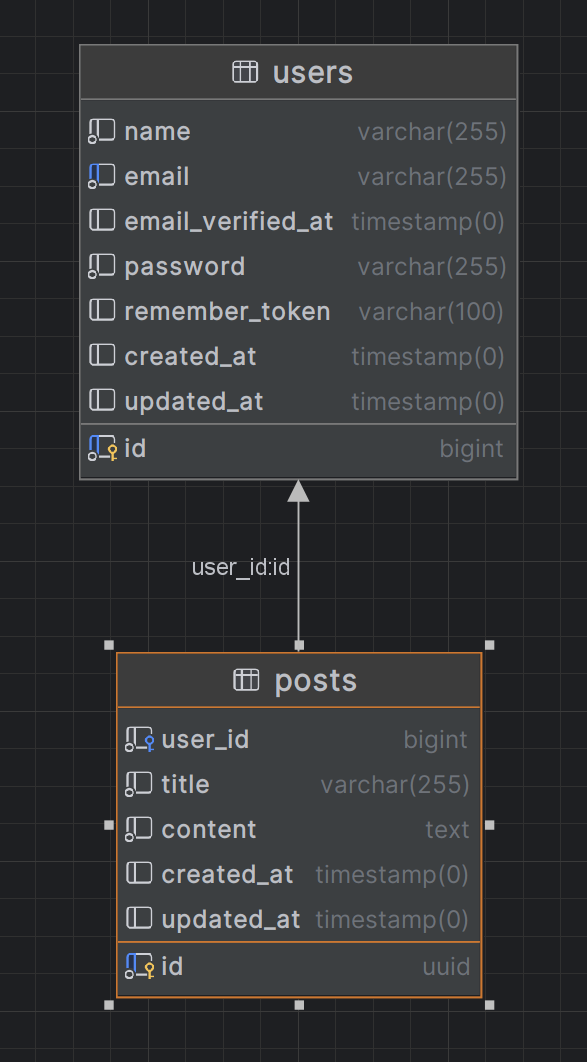 users
name varchar(255)
email varchar(255)
email_verified_at timestamp(0)
password varchar(255)
remember_token varchar(100)
created_at timestamp(0)
updated_at timestamp(0)
id bigint
user_id:id
posts
user_id bigint
title varchar(255)
content text
created_at timestamp(0)
updated_at timestamp(0)
id uuid